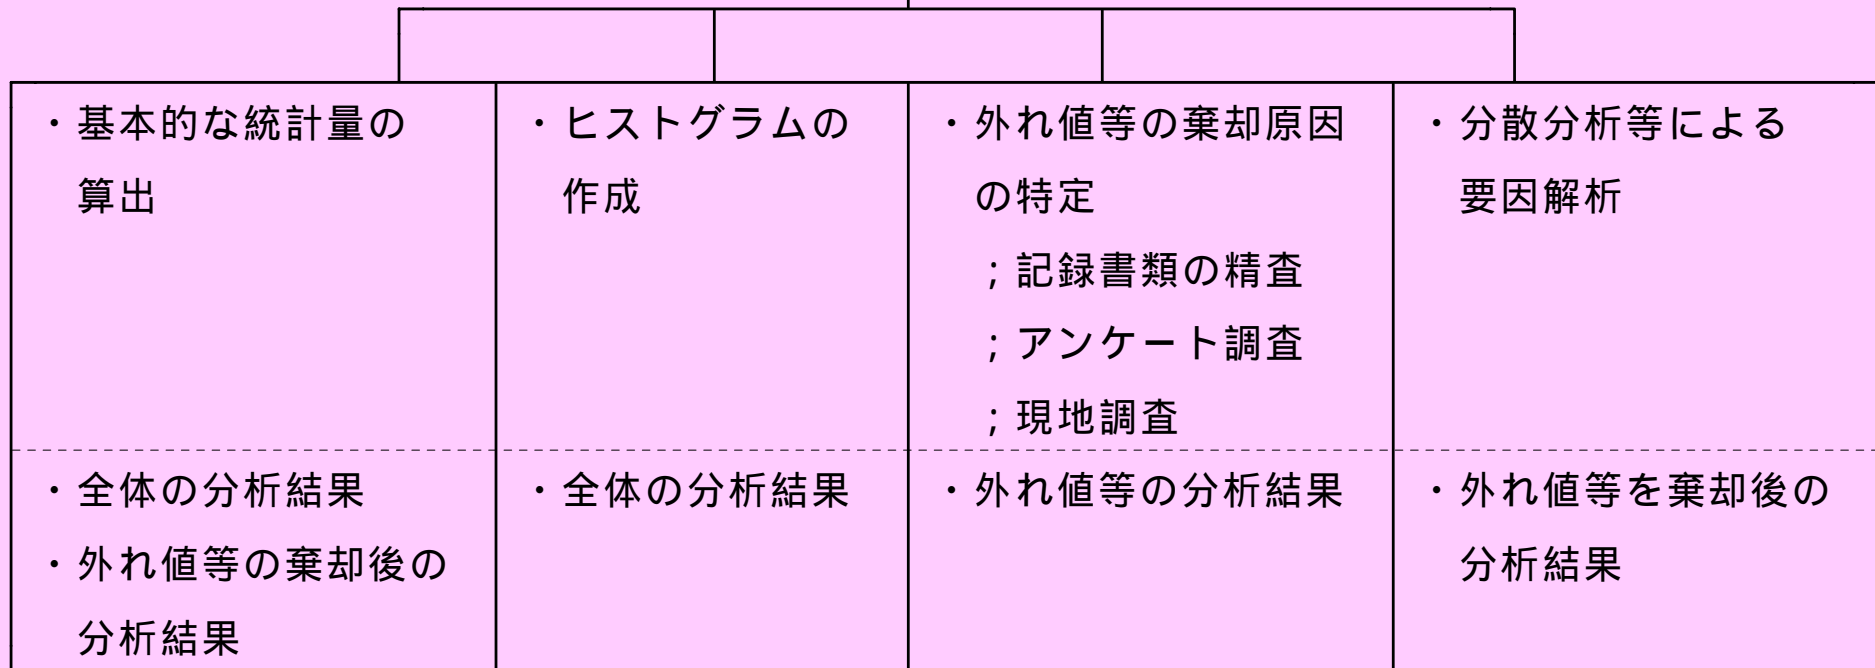 ・基本的な統計量の
算出
・ヒストグラムの
作成
・外れ値等の棄却原因
の特定
；記録書類の精査
；アンケート調査
；現地調査
・分散分析等による
要因解析
・全体の分析結果
・外れ値等の棄却後の
分析結果
・全体の分析結果
・外れ値等の分析結果
・外れ値等を棄却後の
分析結果